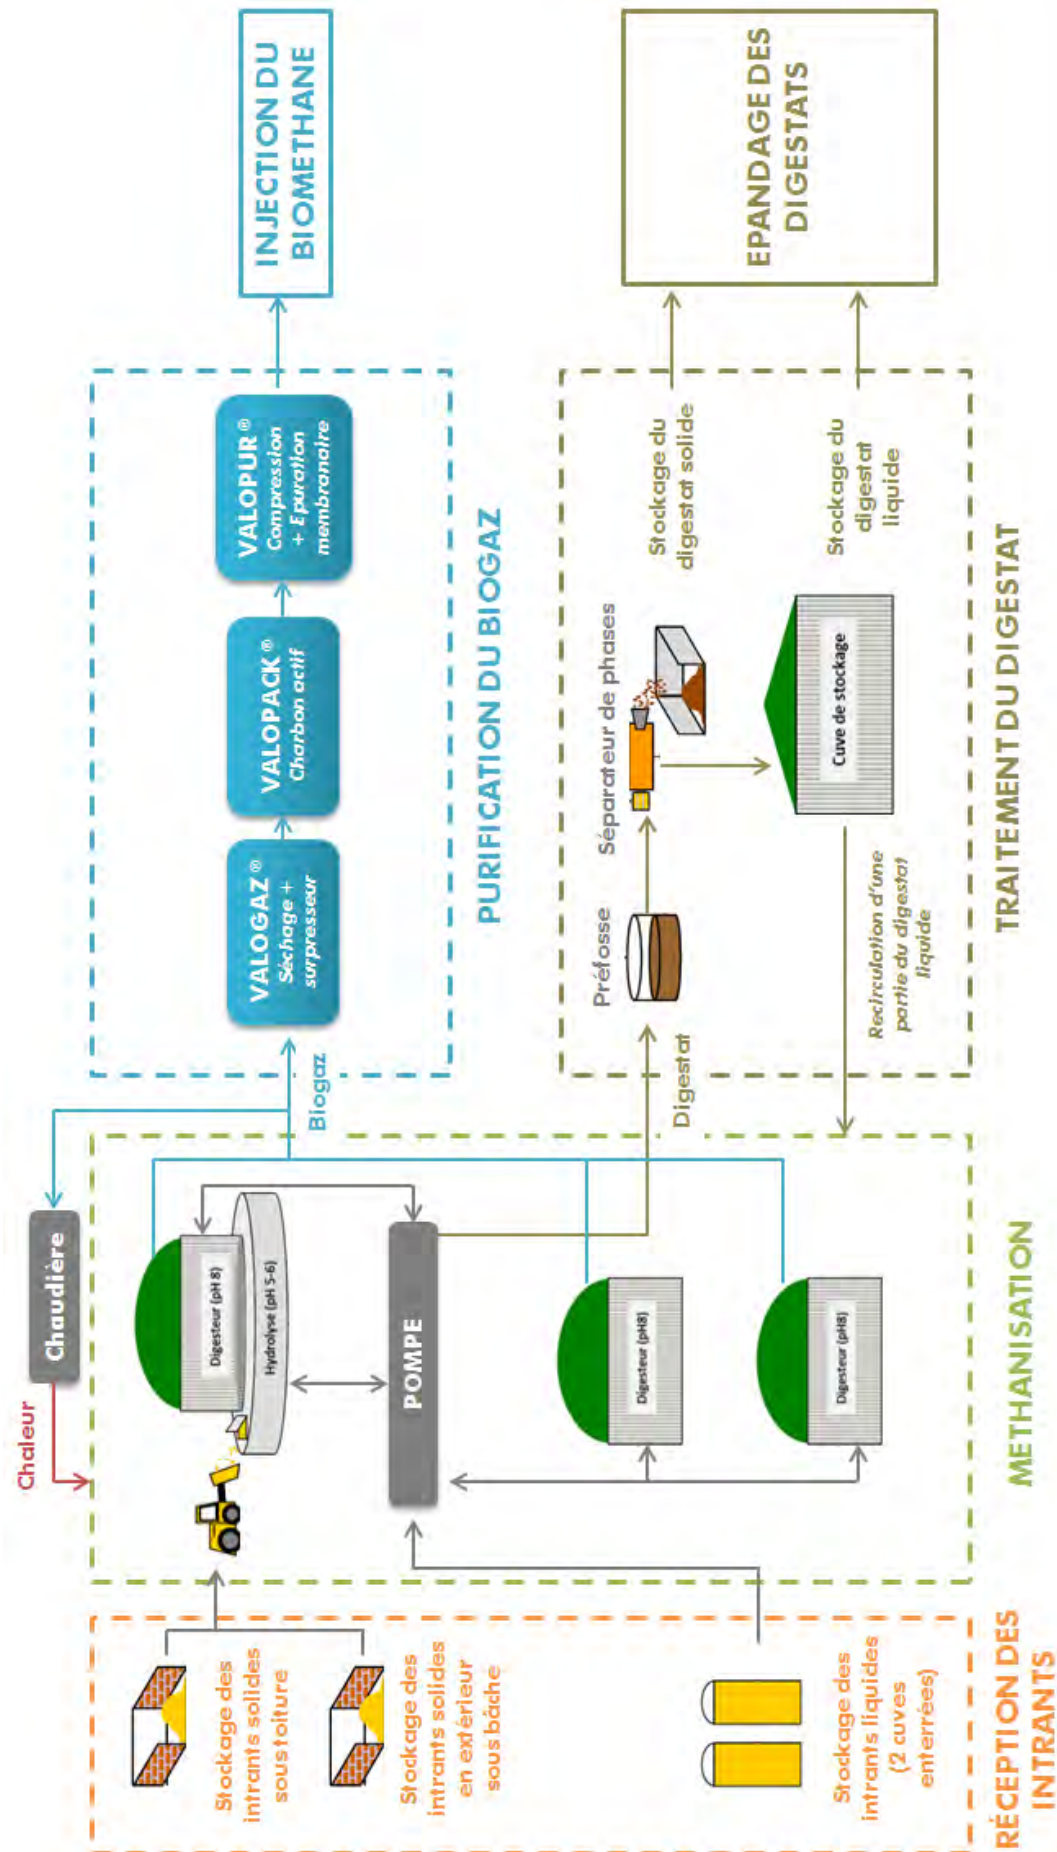 Stockage des
intrants solides
sous toiture
Stockage des
intrants solides
en extérieur
sous bâche
Stockage des
intrants liquides
(2 cuves
enterrées)
RÉCEPTION DES
INTRANTS
Chaleur
Chaudière
Digesteur (pH 8)
Hydrolyse (pH 5-6)
POMPE
Digesteur (pH8)
Digesteur (pH8)
METHANISATION
Biogaz
VALOGAZ®
Séchage +
surpresseur
VALOPACK®
Charbon actif
VALOPUR®
Compression
+ Epuration
membranaire
PURIFICATION DU BIOGAZ
INJECTION DU
BIOMETHANE
Digestat
Préfosse
Séparateur de phases
Stockage du
digestat solide
Cuve de stockage
Stockage du
digestat
liquide
Recirculation d'une
partie du digestat
liquide
TRAITEMENT DU DIGESTAT
EPANDAGE DES
DIGESTATS